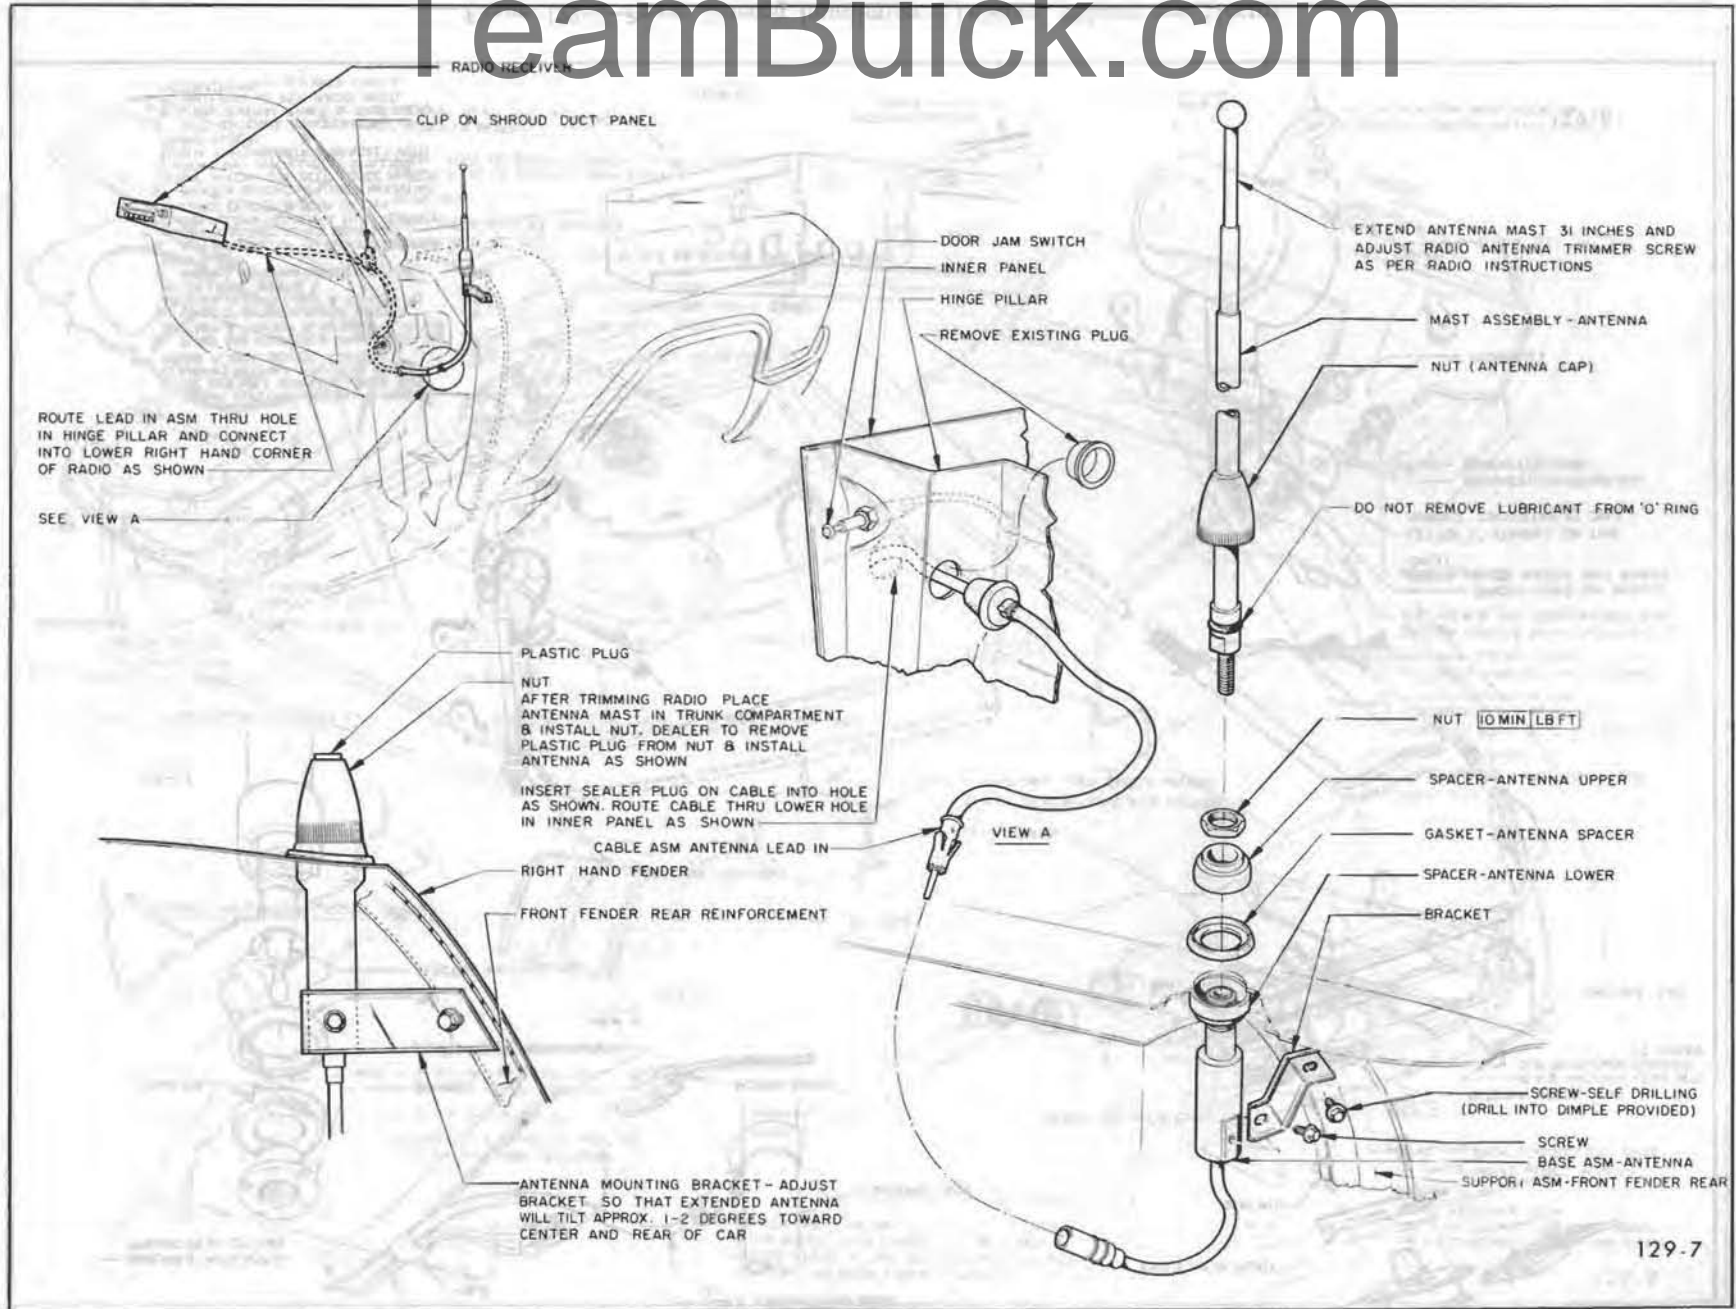 TeamBuick.com
RADIO RECEIVER
CLIP ON SHROUD DUCT PANEL
ROUTE LEAD IN ASM THRU HOLE
IN HINGE PILLAR AND CONNECT
INTO LOWER RIGHT HAND CORNER
OF RADIO AS SHOWN
SEE VIEW A
DOOR JAM SWITCH
INNER PANEL
HINGE PILLAR
REMOVE EXISTING PLUG
EXTEND ANTENNA MAST 31 INCHES AND
ADJUST RADIO ANTENNA TRIMMER SCREW
AS PER RADIO INSTRUCTIONS
MAST ASSEMBLY-ANTENNA
NUT (ANTENNA CAP)
DO NOT REMOVE LUBRICANT FROM 'O' RING
PLASTIC PLUG
NUT
AFTER TRIMMING RADIO PLACE
ANTENNA MAST IN TRUNK COMPARTMENT
& INSTALL NUT. DEALER TO REMOVE
PLASTIC PLUG FROM NUT & INSTALL
ANTENNA AS SHOWN
INSERT SEALER PLUG ON CABLE INTO HOLE
AS SHOWN. ROUTE CABLE THRU LOWER HOLE
IN INNER PANEL AS SHOWN
CABLE ASM ANTENNA LEAD IN
VIEW A
RIGHT HAND FENDER
FRONT FENDER REAR REINFORCEMENT
ANTENNA MOUNTING BRACKET-ADJUST
BRACKET SO THAT EXTENDED ANTENNA
WILL TILT APPROX. 1-2 DEGREES TOWARD
CENTER AND REAR OF CAR
NUT 10 MIN LB FT
SPACER-ANTENNA UPPER
GASKET-ANTENNA SPACER
SPACER-ANTENNA LOWER
BRACKET
SCREW-SELF DRILLING
(DRILL INTO DIMPLE PROVIDED)
SCREW
BASE ASM-ANTENNA
SUPPORT ASM-FRONT FENDER REAR
129-7